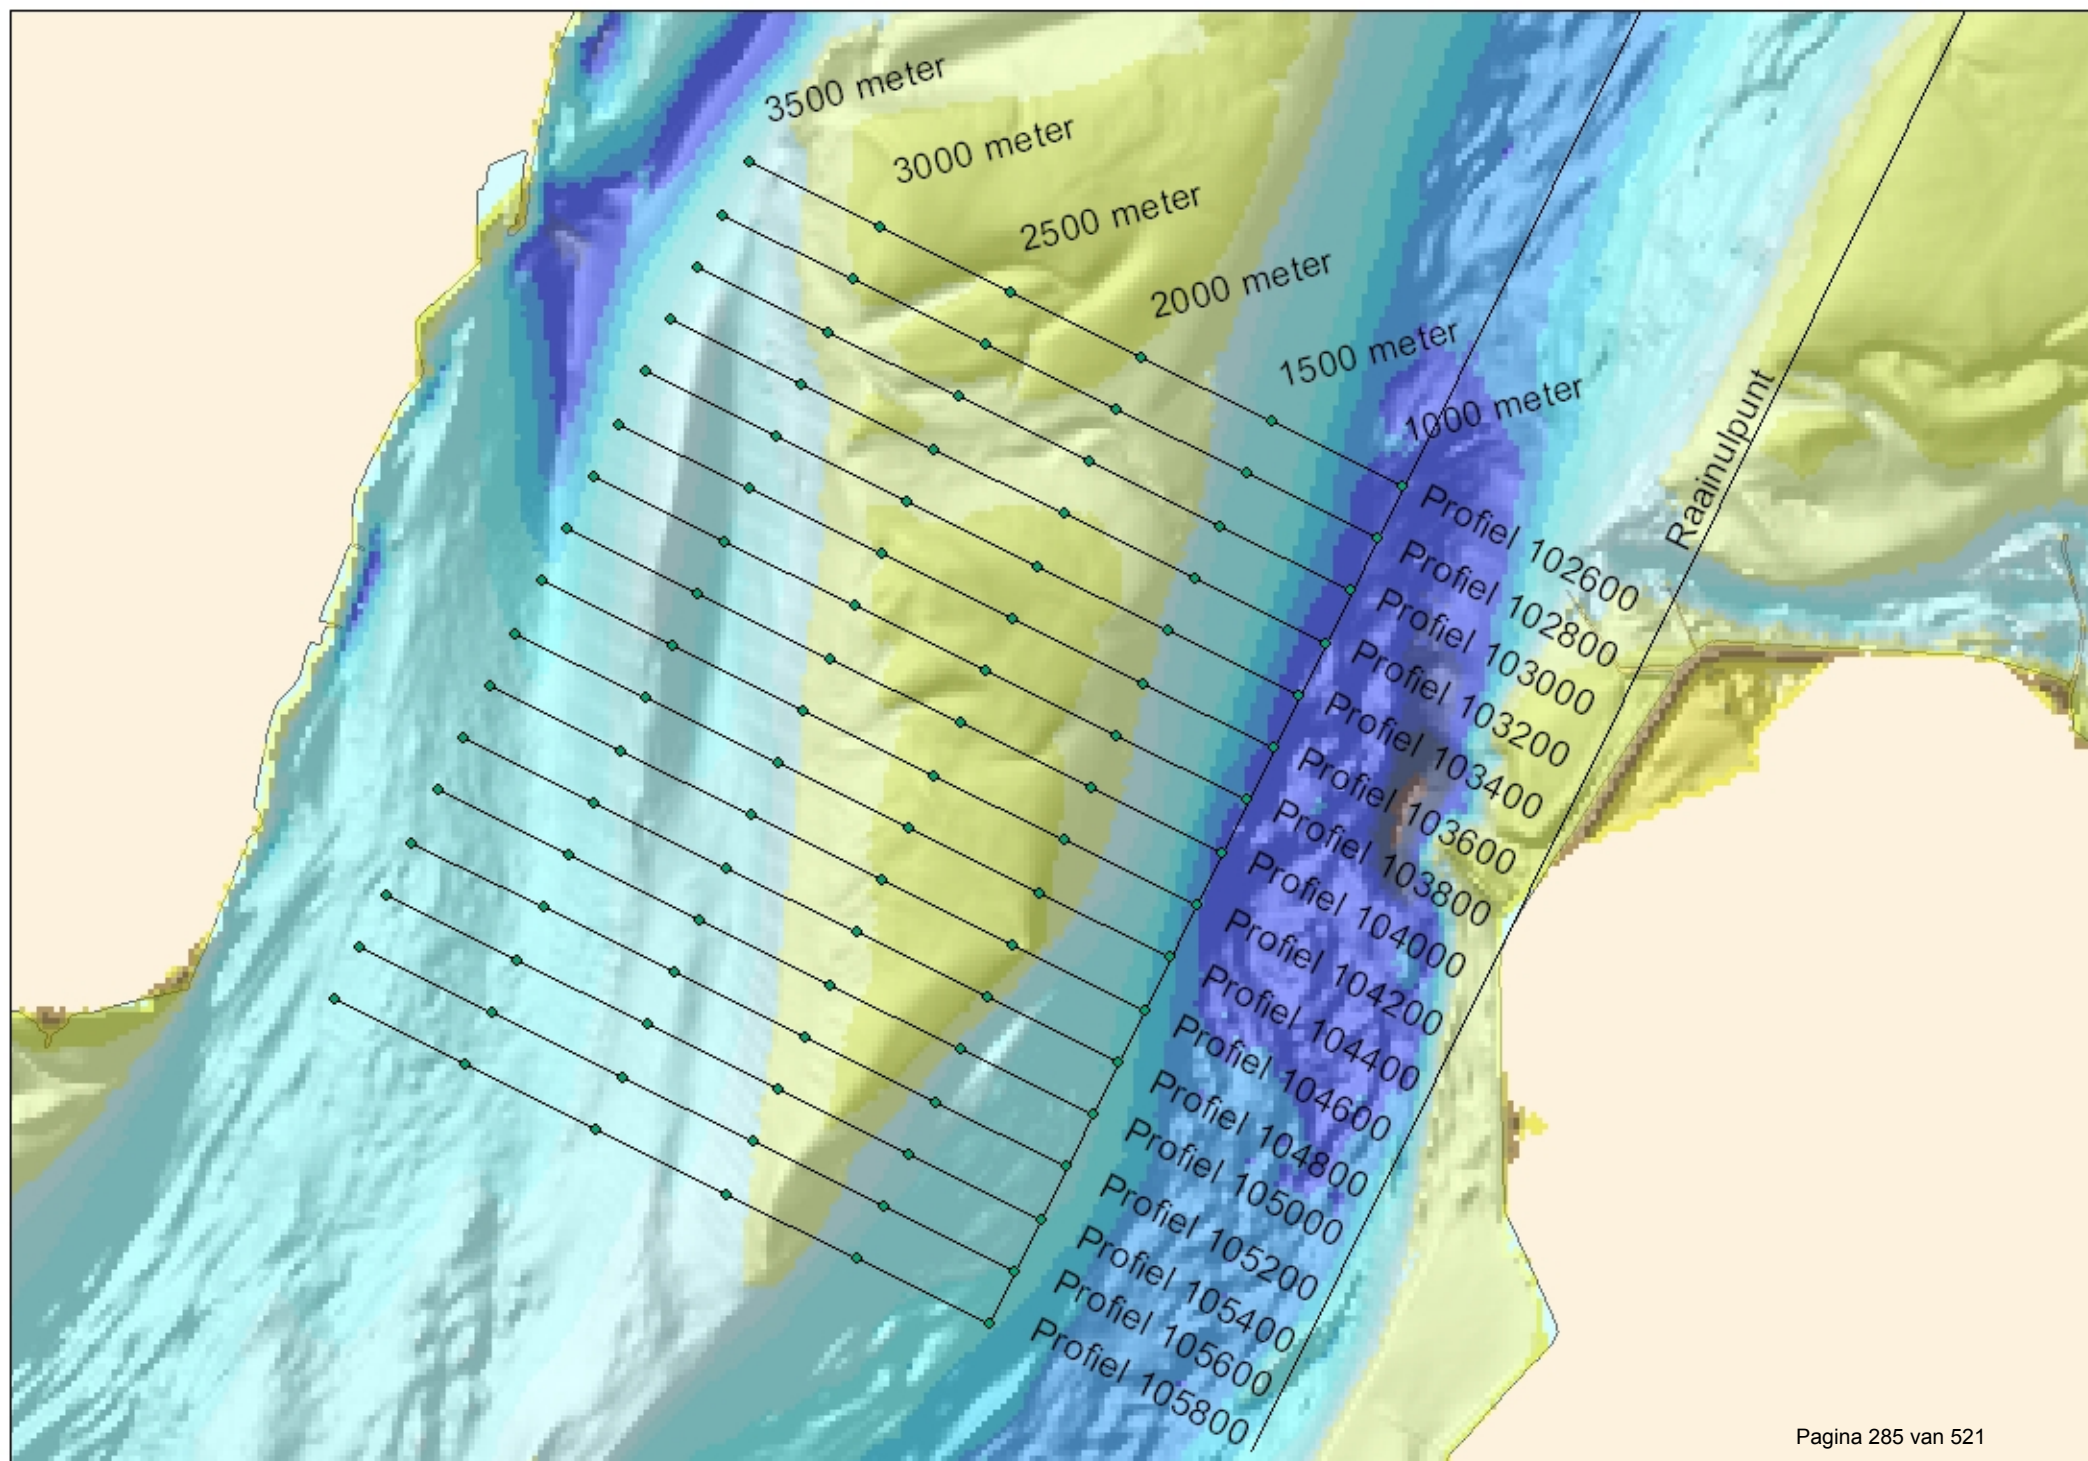 3500 meter
3000 meter
2500 meter
2000 meter
1500 meter
1000 meter
Raainulpunt
Profiel 102600
Profiel 102800
Profiel 103000
Profiel 103200
Profiel 103400
Profiel 103600
Profiel 103800
Profiel 104000
Profiel 104200
Profiel 104400
Profiel 104600
Profiel 104800
Profiel 105000
Profiel 105200
Profiel 105400
Profiel 105600
Profiel 105800
Pagina 285 van 521